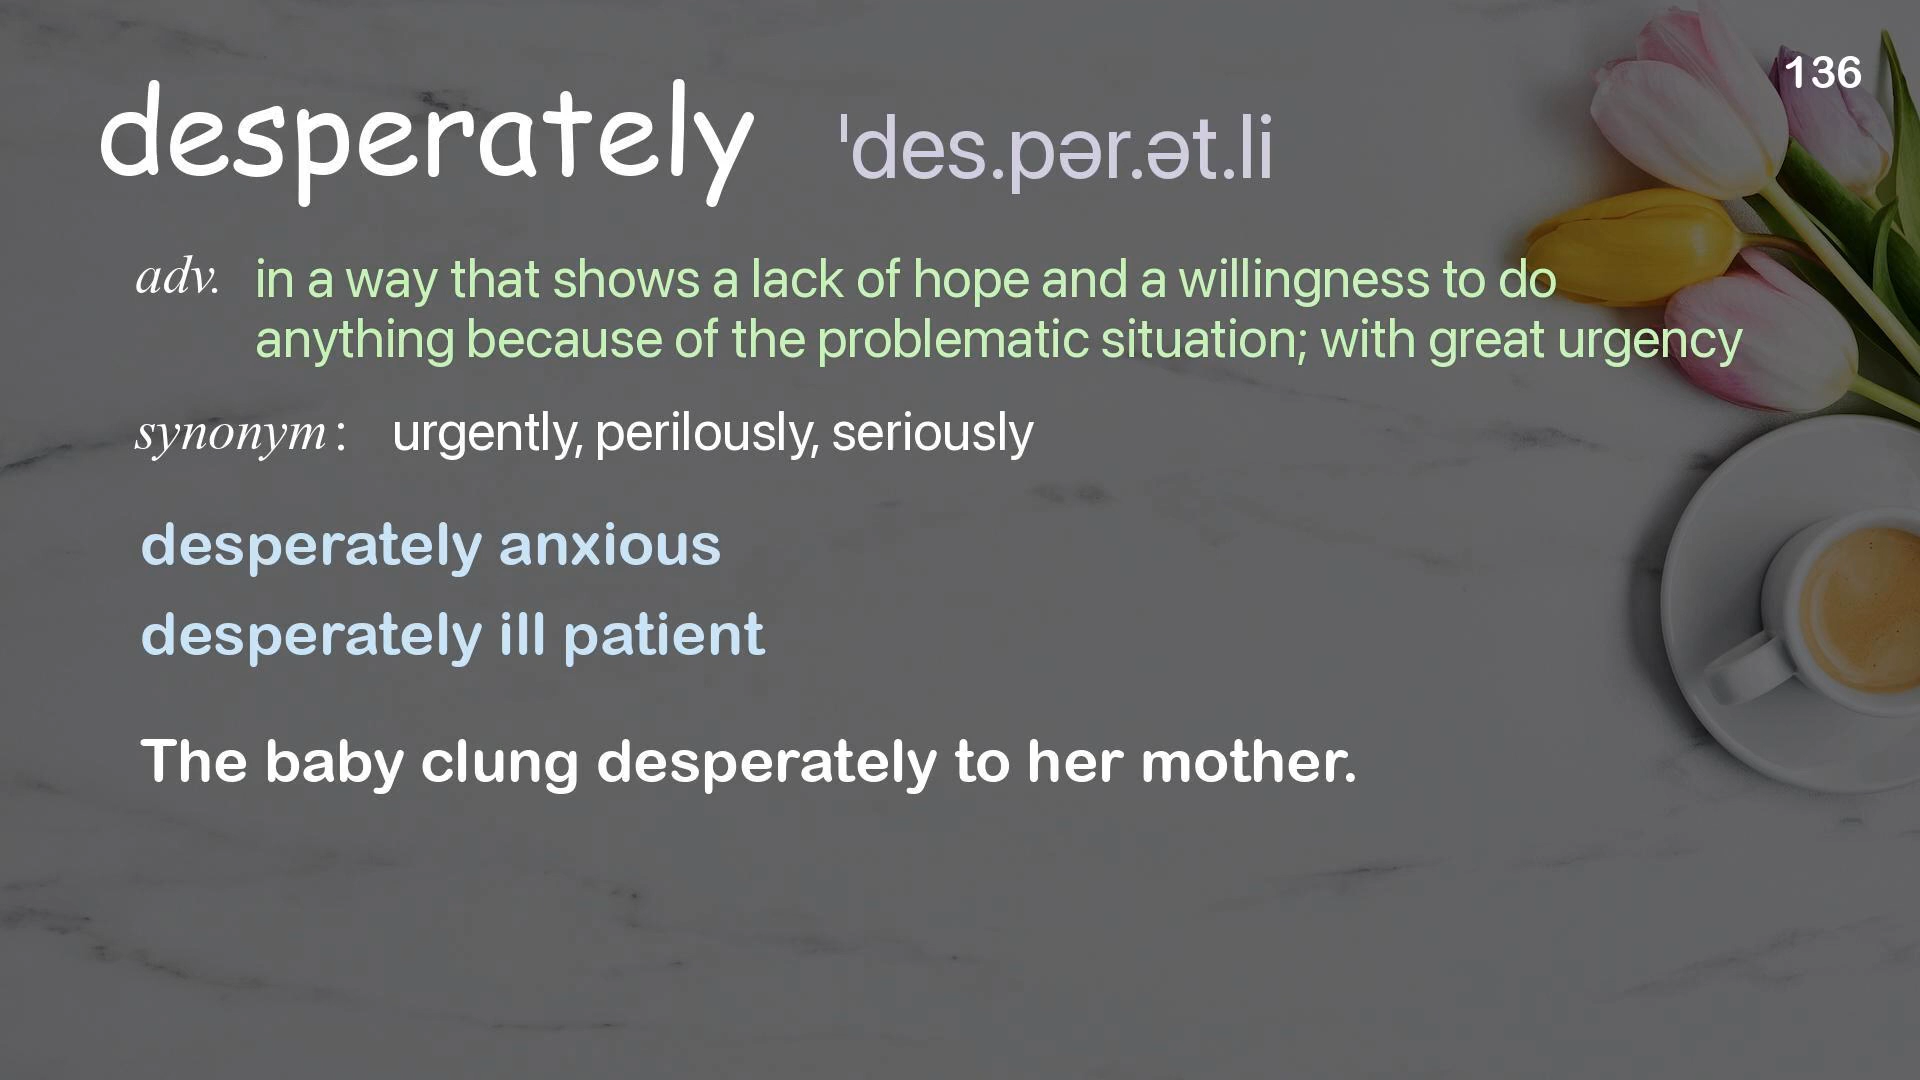 136
desperately ˈdes.pər.ət.li
adv. in a way that shows a lack of hope and a willingness to do
anything because of the problematic situation; with great urgency
synonym: urgently, perilously, seriously
desperately anxious
desperately ill patient
The baby clung desperately to her mother.